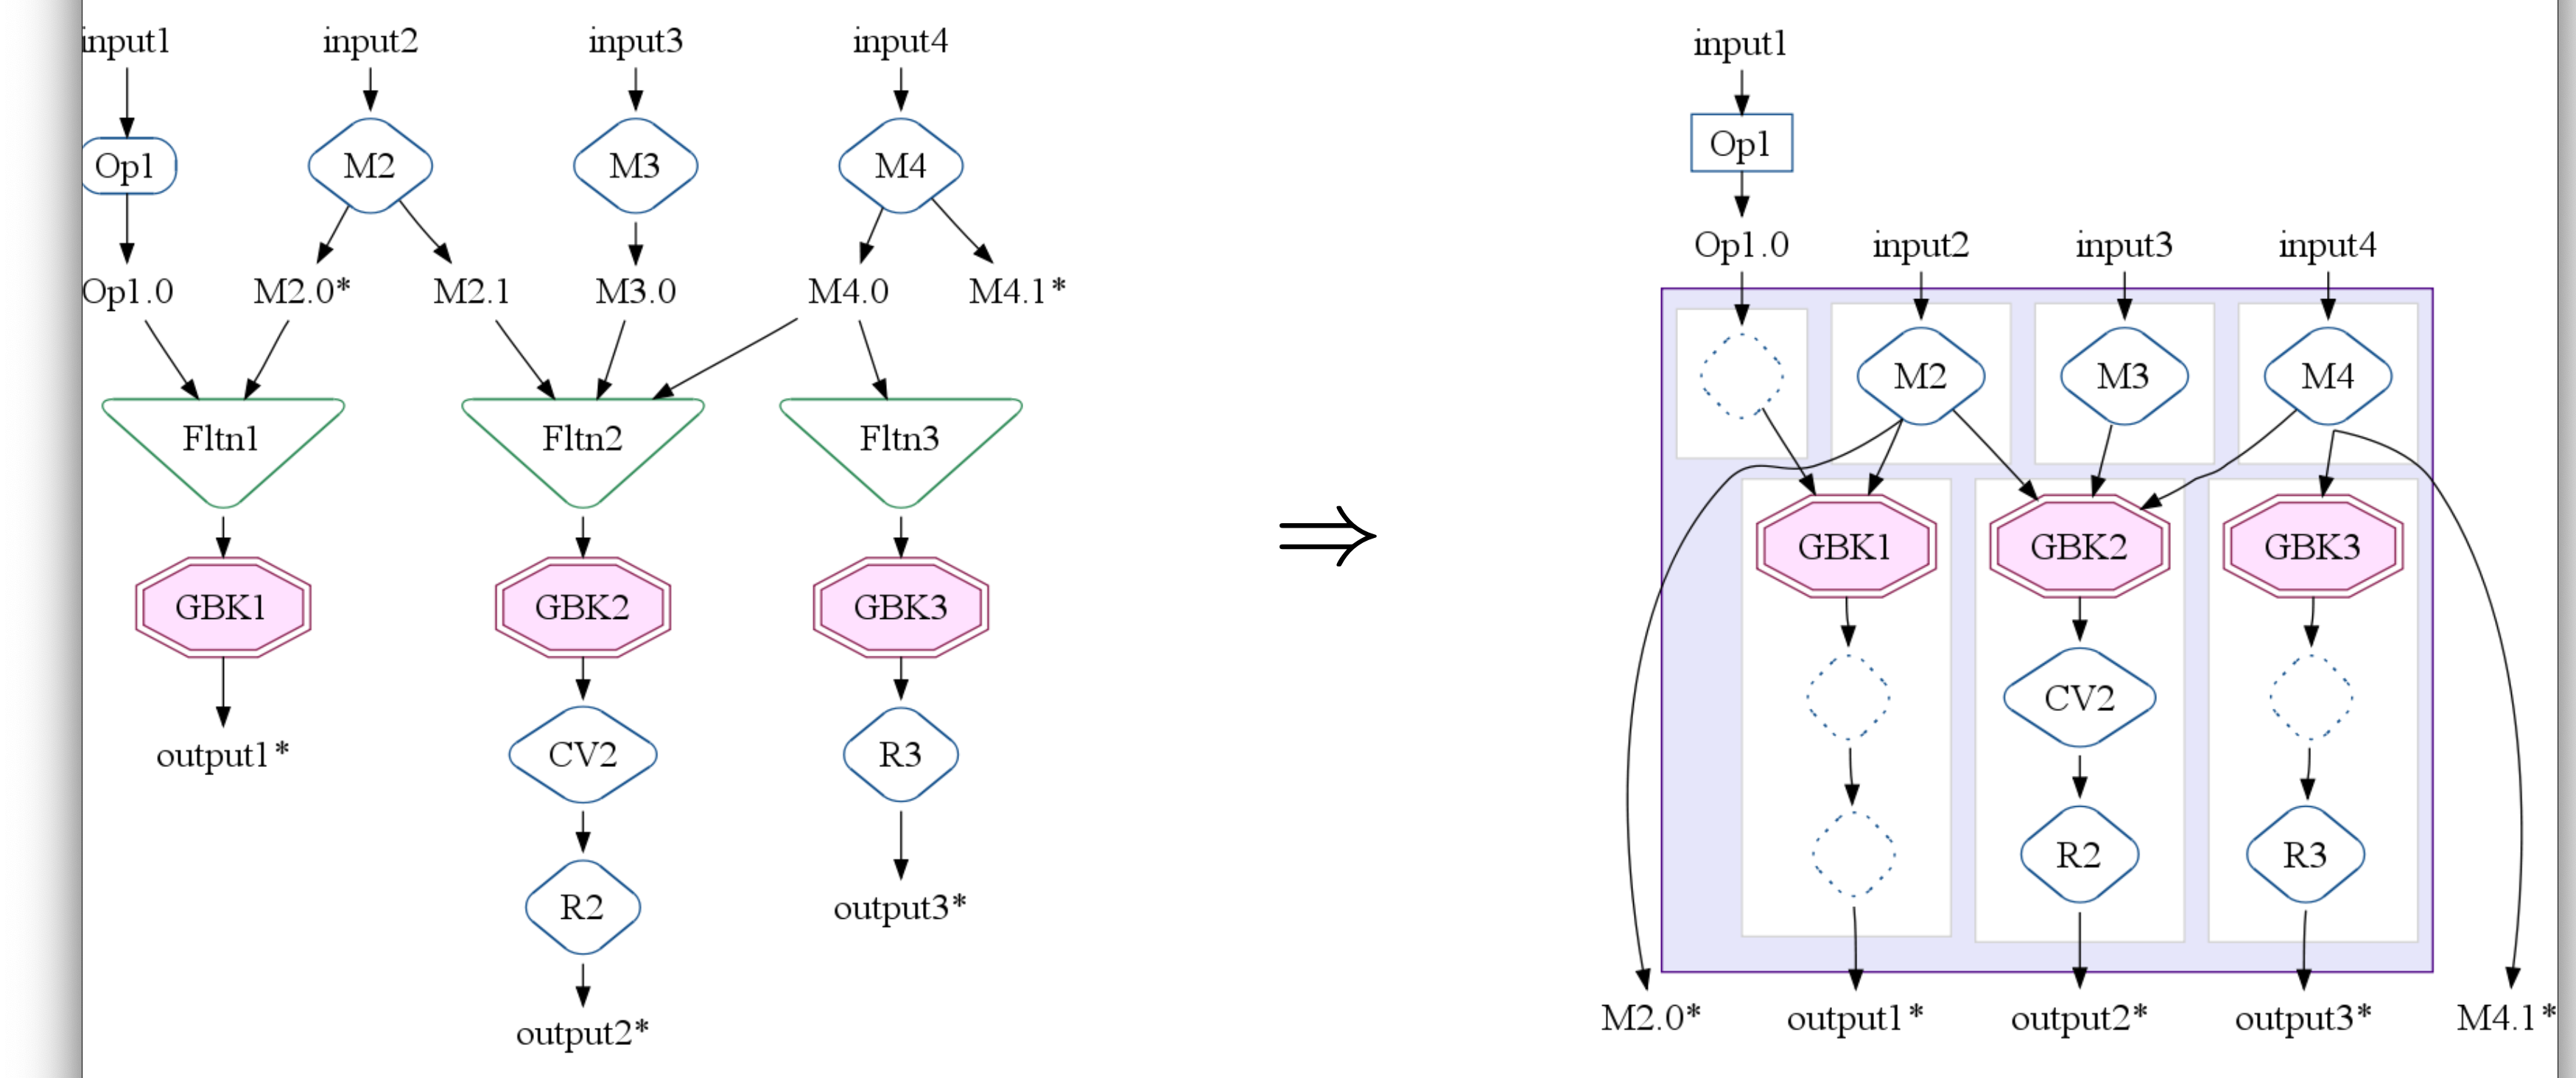 input1 input2 input3 input4
Op1 M2 M3 M4
Op1.0 M2.0* M2.1 M3.0 M4.0 M4.1*
Fltn1 Fltn2 Fltn3
GBK1 GBK2 GBK3
output1* CV2 R3
R2 output3*
output2*
⇒
input1
Op1
Op1.0 input2 input3 input4
M2 M3 M4
GBK1 GBK2 GBK3
CV2
R2 R3
M2.0* output1* output2* output3* M4.1*